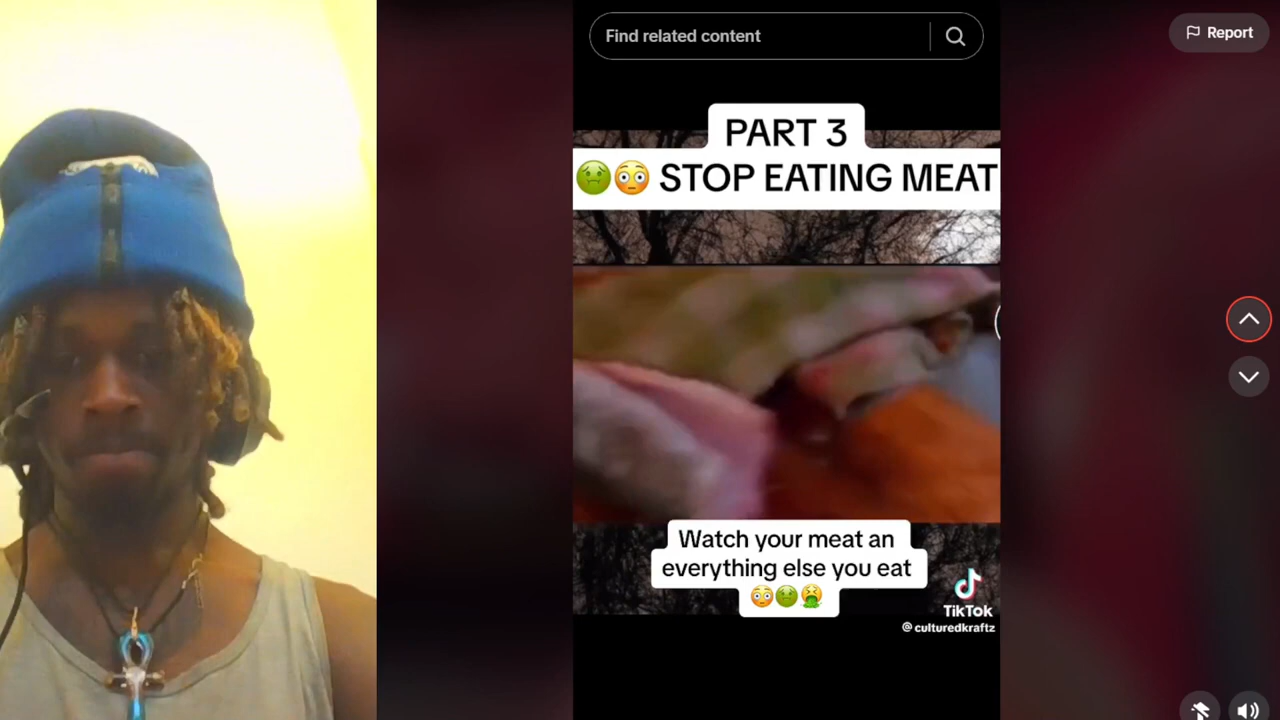 Find related content
Report
PART 3
🤢😳 STOP EATING MEAT
Watch your meat an
everything else you eat
😳🤢🤮
TikTok
@culturedkraftz